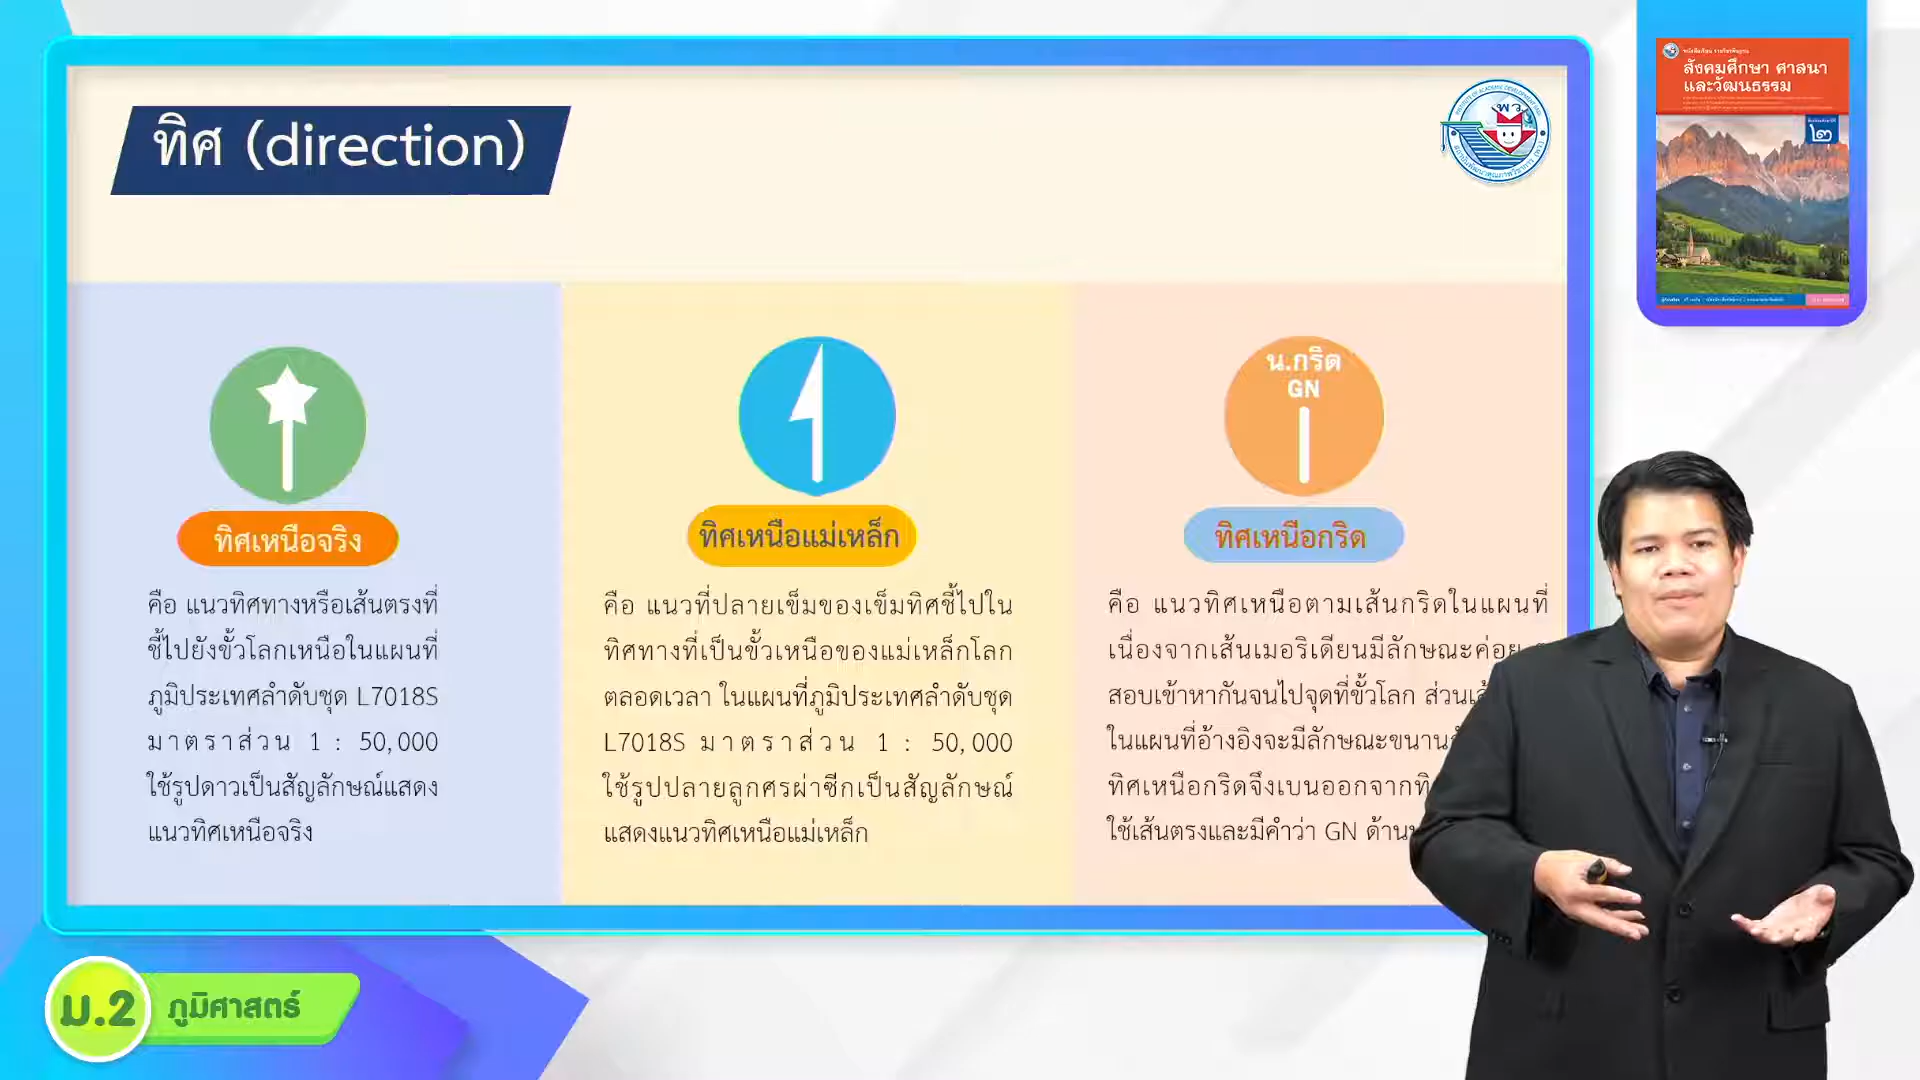 ทิศ (direction)
พว
หนังสือเรียน รายวิชาพื้นฐาน
สังคมศึกษา ศาสนา
และวัฒนธรรม
๒
น.กริด
GN
ทิศเหนือจริง
ทิศเหนือแม่เหล็ก
ทิศเหนือกริด
คือ แนวทิศทางหรือเส้นตรงที่
ชี้ไปยังขั้วโลกเหนือในแผนที่
ภูมิประเทศลำดับชุด L7018S
มาตราส่วน 1 : 50,000
ใช้รูปดาวเป็นสัญลักษณ์แสดง
แนวทิศเหนือจริง
คือ แนวที่ปลายเข็มของเข็มทิศชี้ไปใน
ทิศทางที่เป็นขั้วเหนือของแม่เหล็กโลก
ตลอดเวลา ในแผนที่ภูมิประเทศลำดับชุด
L7018S มาตราส่วน 1 : 50,000
ใช้รูปปลายลูกศรผ่าซีกเป็นสัญลักษณ์
แสดงแนวทิศเหนือแม่เหล็ก
คือ แนวทิศเหนือตามเส้นกริดในแผนที่
เนื่องจากเส้นเมอริเดียนมีลักษณะค่อย
สอบเข้าหากันจนไปจุดที่ขั้วโลก ส่วน
ในแผนที่อ้างอิงจะมีลักษณะขนาน
ทิศเหนือกริดจึงเบนออกจาก
ใช้เส้นตรงและมีคำว่า GN ด้าน
ม.2 ภูมิศาสตร์